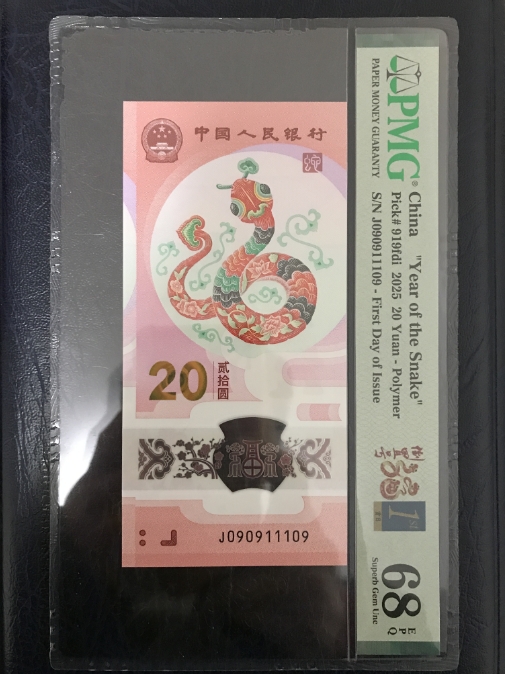 中国人民银行
20
贰拾圆
J090911109
PMG®
PAPER MONEY GUARANTY
China "Year of the Snake"
Pick# 919fdi 2025 20 Yuan - Polymer
S/N J090911109 - First Day of Issue
1st
68 EPQ
Superb Gem Unc